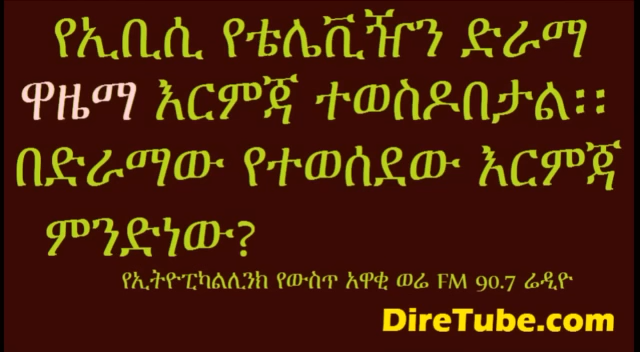 የኢቢሲ የቴሌቪዥን ድራማ
ዋዜማ እርምጃ ተወስዶበታል፡፡
በድራማው የተወሰደው እርምጃ
ምንድነው?
የኢትዮፒካልሊንክ የውስጥ አዋቂ ወሬ FM 90.7 ሬዲዮ
DireTube.com